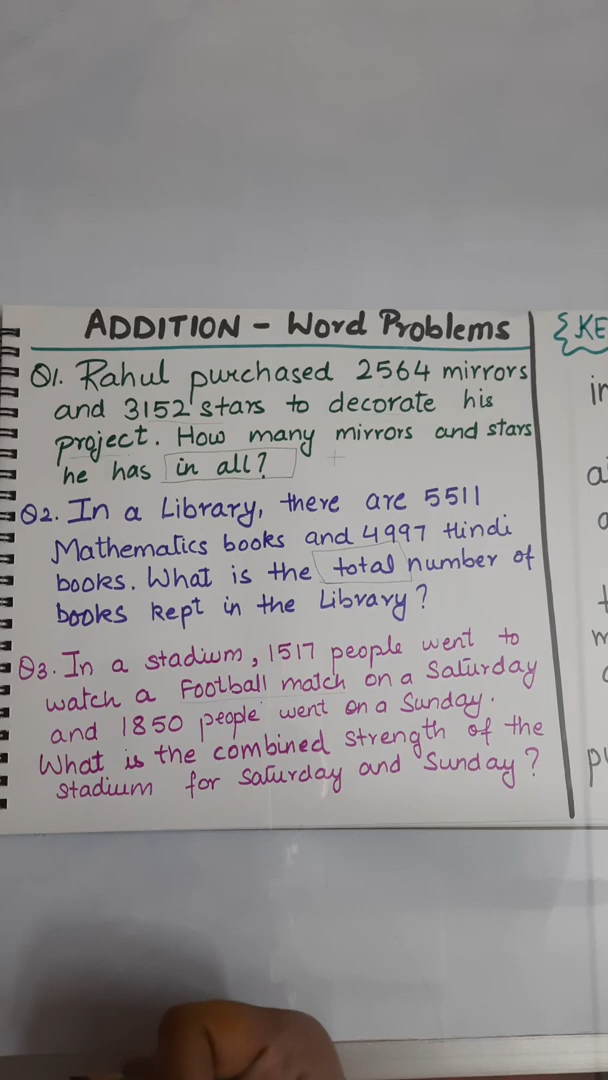 ADDITION - Word Problems
Q1. Rahul purchased 2564 mirrors
and 3152 stars to decorate his
project. How many mirrors and stars
he has in all?
Q2. In a Library, there are 5511
Mathematics books and 4997 Hindi
books. What is the total number of
books kept in the Library?
Q3. In a stadium, 1517 people went to
watch a Football match on a Saturday
and 1850 people went on a Sunday.
What is the combined strength of the
stadium for Saturday and Sunday?
KE